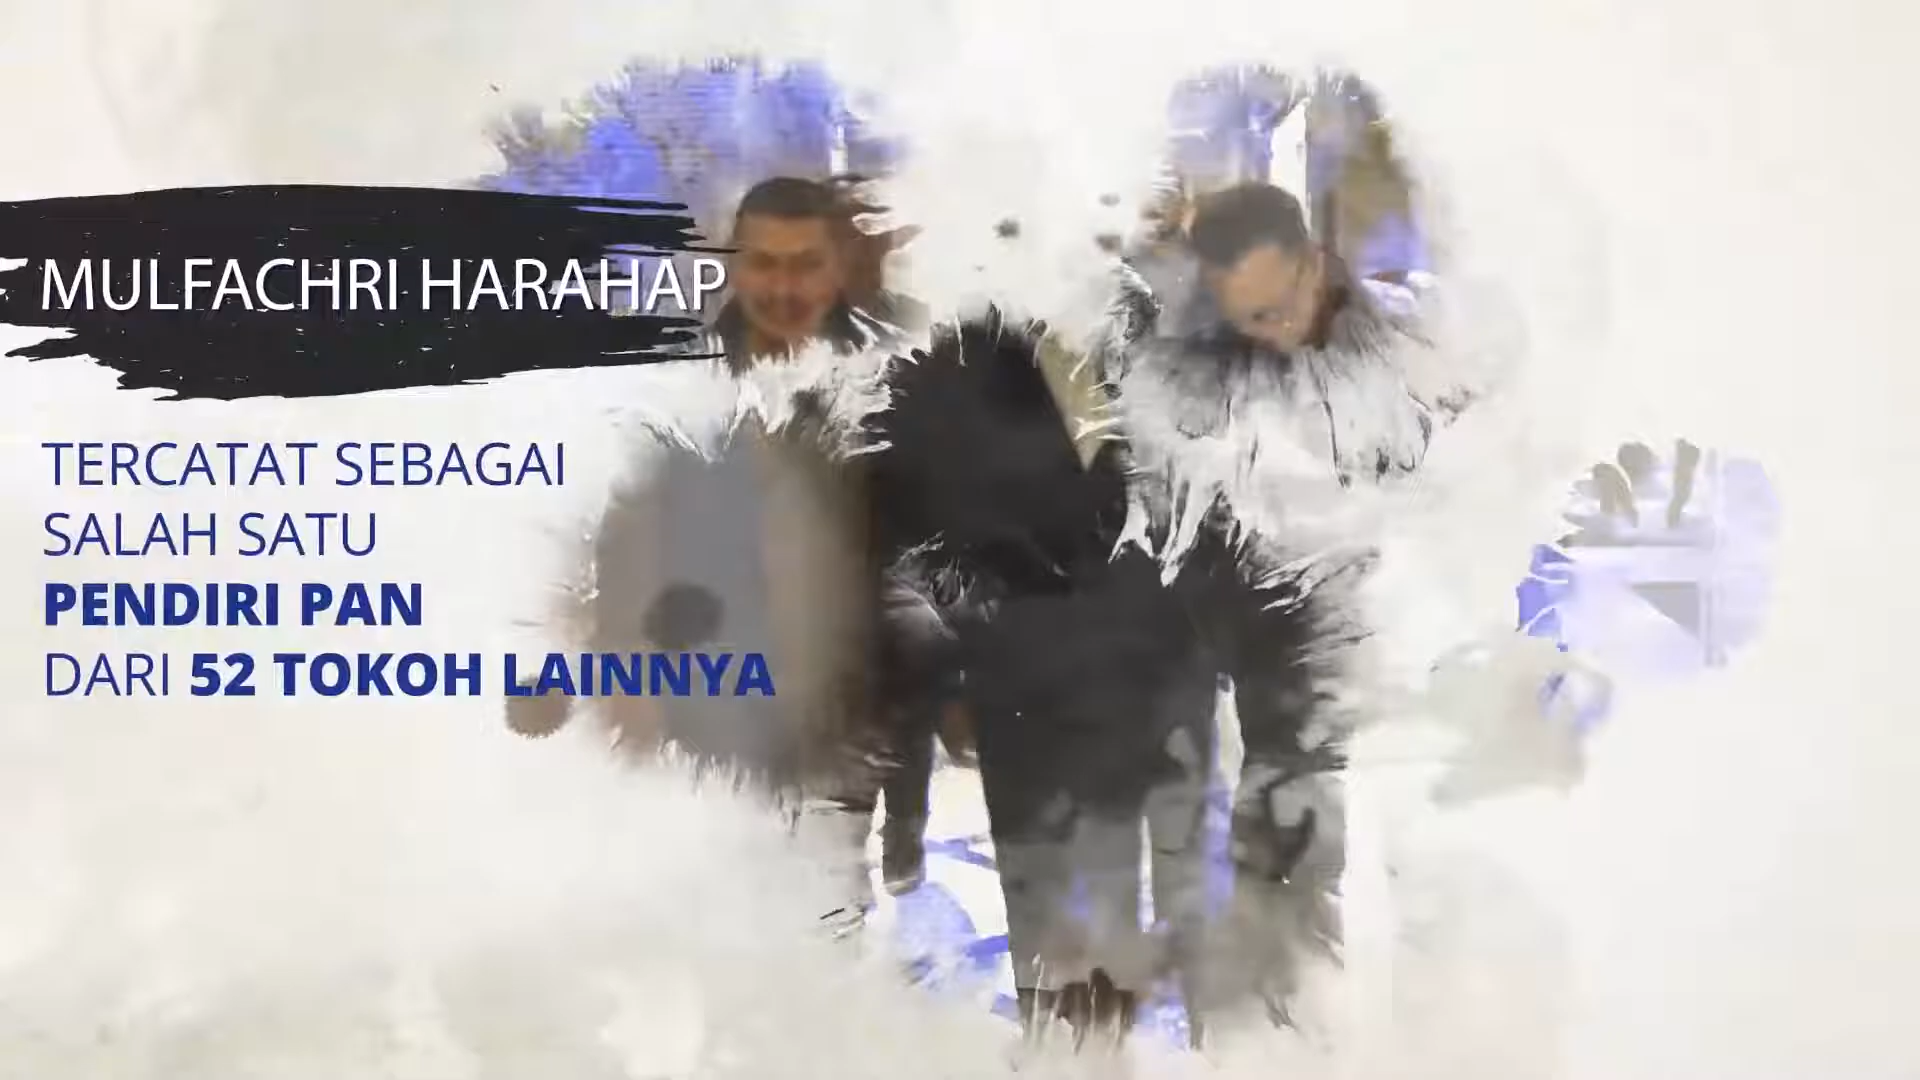 MULFACHRI HARAHAP
TERCATAT SEBAGAI
SALAH SATU
PENDIRI PAN
DARI 52 TOKOH LAINNYA